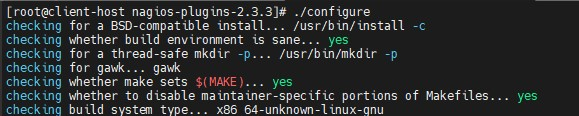 [root@client-host nagios-plugins-2.3.3]# ./configure
checking for a BSD-compatible install... /usr/bin/install -c
checking whether build environment is sane... yes
checking for a thread-safe mkdir -p... /usr/bin/mkdir -p
checking for gawk... gawk
checking whether make sets $(MAKE)... yes
checking whether to disable maintainer-specific portions of Makefiles... yes
checking build system type... x86_64-unknown-linux-gnu